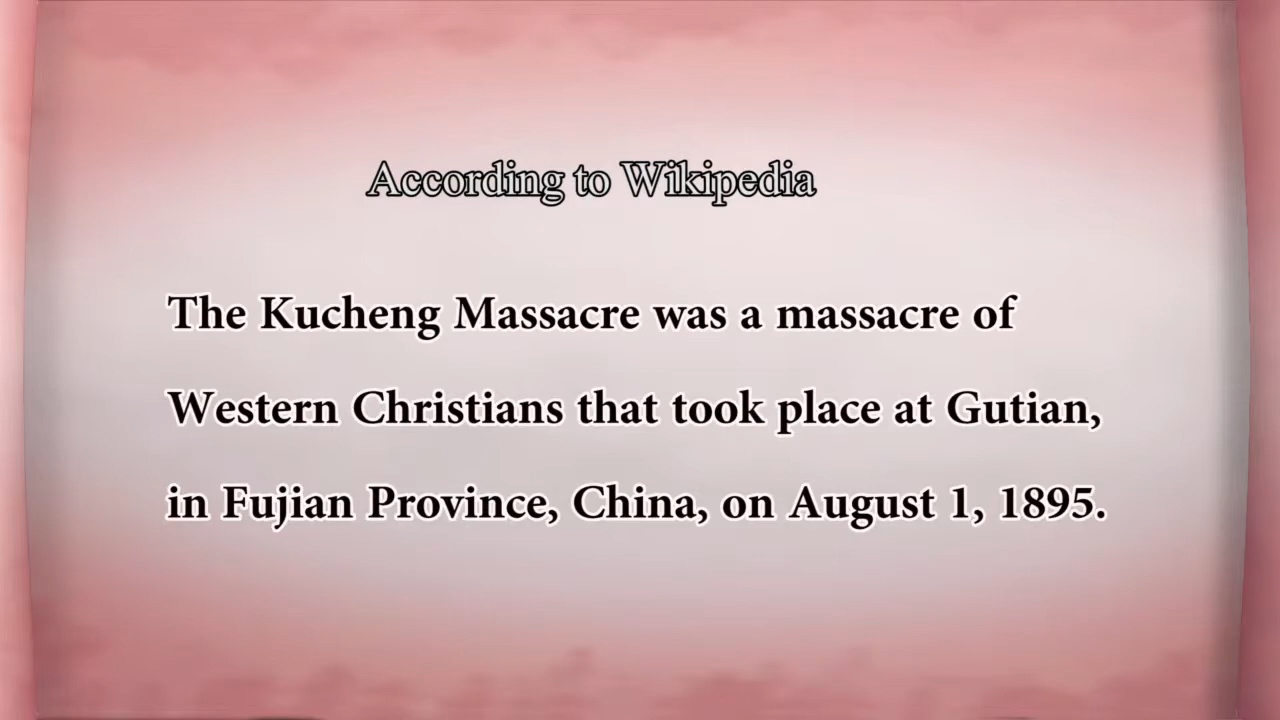 According to Wikipedia
The Kucheng Massacre was a massacre of
Western Christians that took place at Gutian,
in Fujian Province, China, on August 1, 1895.